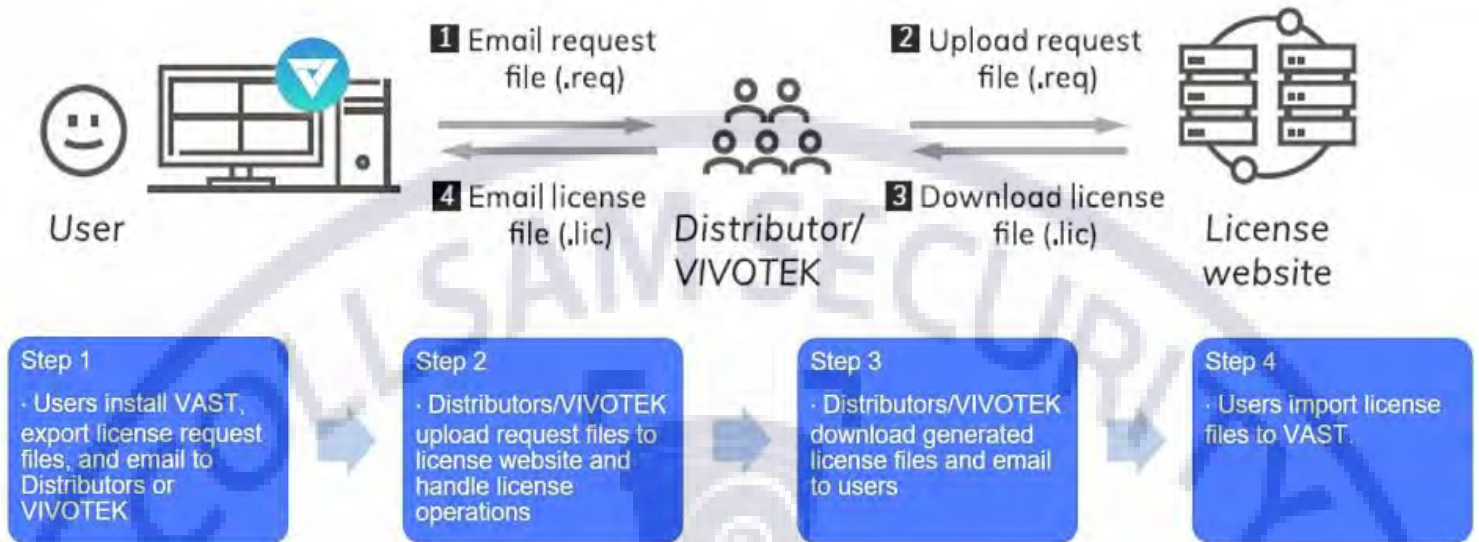 1 Email request
file (.req)
2 Upload request
file (.req)
4 Email license
file (.lic)
3 Download license
file (.lic)
User
Distributor/
VIVOTEK
License
website
COLLSAM SECURITY
Step 1
· Users install VAST,
export license request
files, and email to
Distributors or
VIVOTEK
Step 2
· Distributors/VIVOTEK
upload request files to
license website and
handle license
operations
Step 3
· Distributors/VIVOTEK
download generated
license files and email
to users
Step 4
· Users import license
files to VAST.